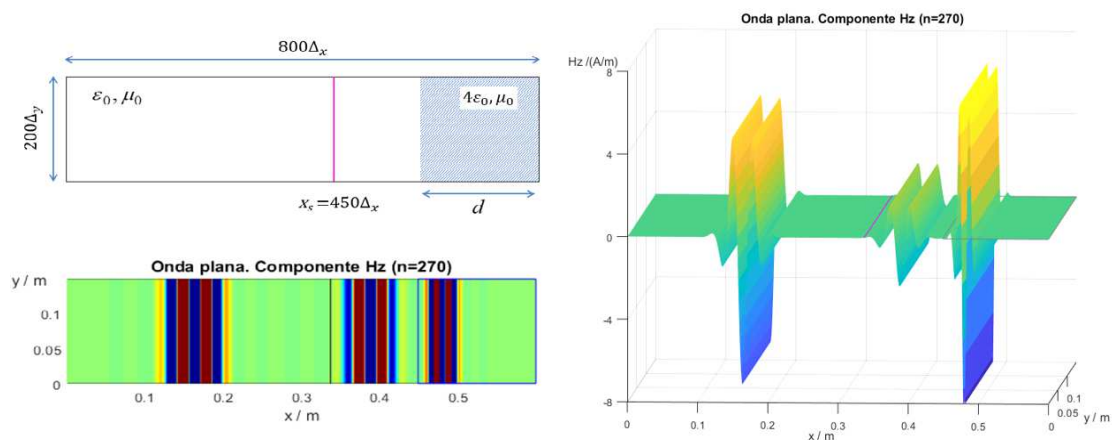 800Δx
ε0, μ0
4ε0, μ0
200Δy
xs=450Δx
d
Onda plana. Componente Hz (n=270)
y / m
0.1
0.05
0
0.1
0.2
0.3
0.4
0.5
x / m
Onda plana. Componente Hz (n=270)
Hz /(A/m)
8
4
0
-4
-8
0
0.1
0.2
0.3
0.4
0.5
0
x / m
0.1
0.05
y / m